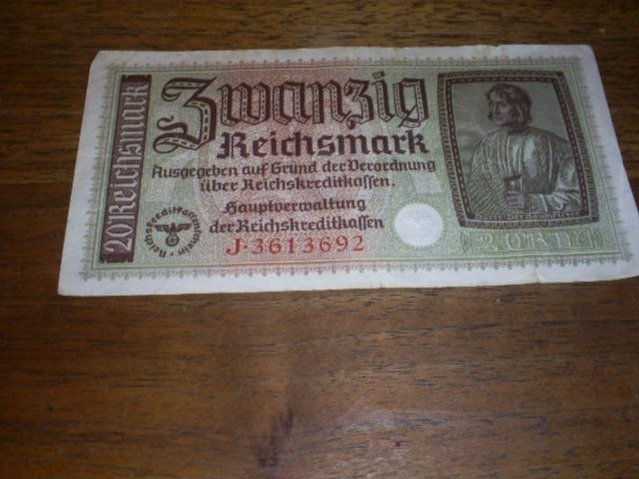 20 Reichsmark
Zwanzig
Reichsmark
Ausgegeben auf Grund der Verordnung
über Reichskreditkassen.
Hauptverwaltung
der Reichskreditkassen
J·3613692